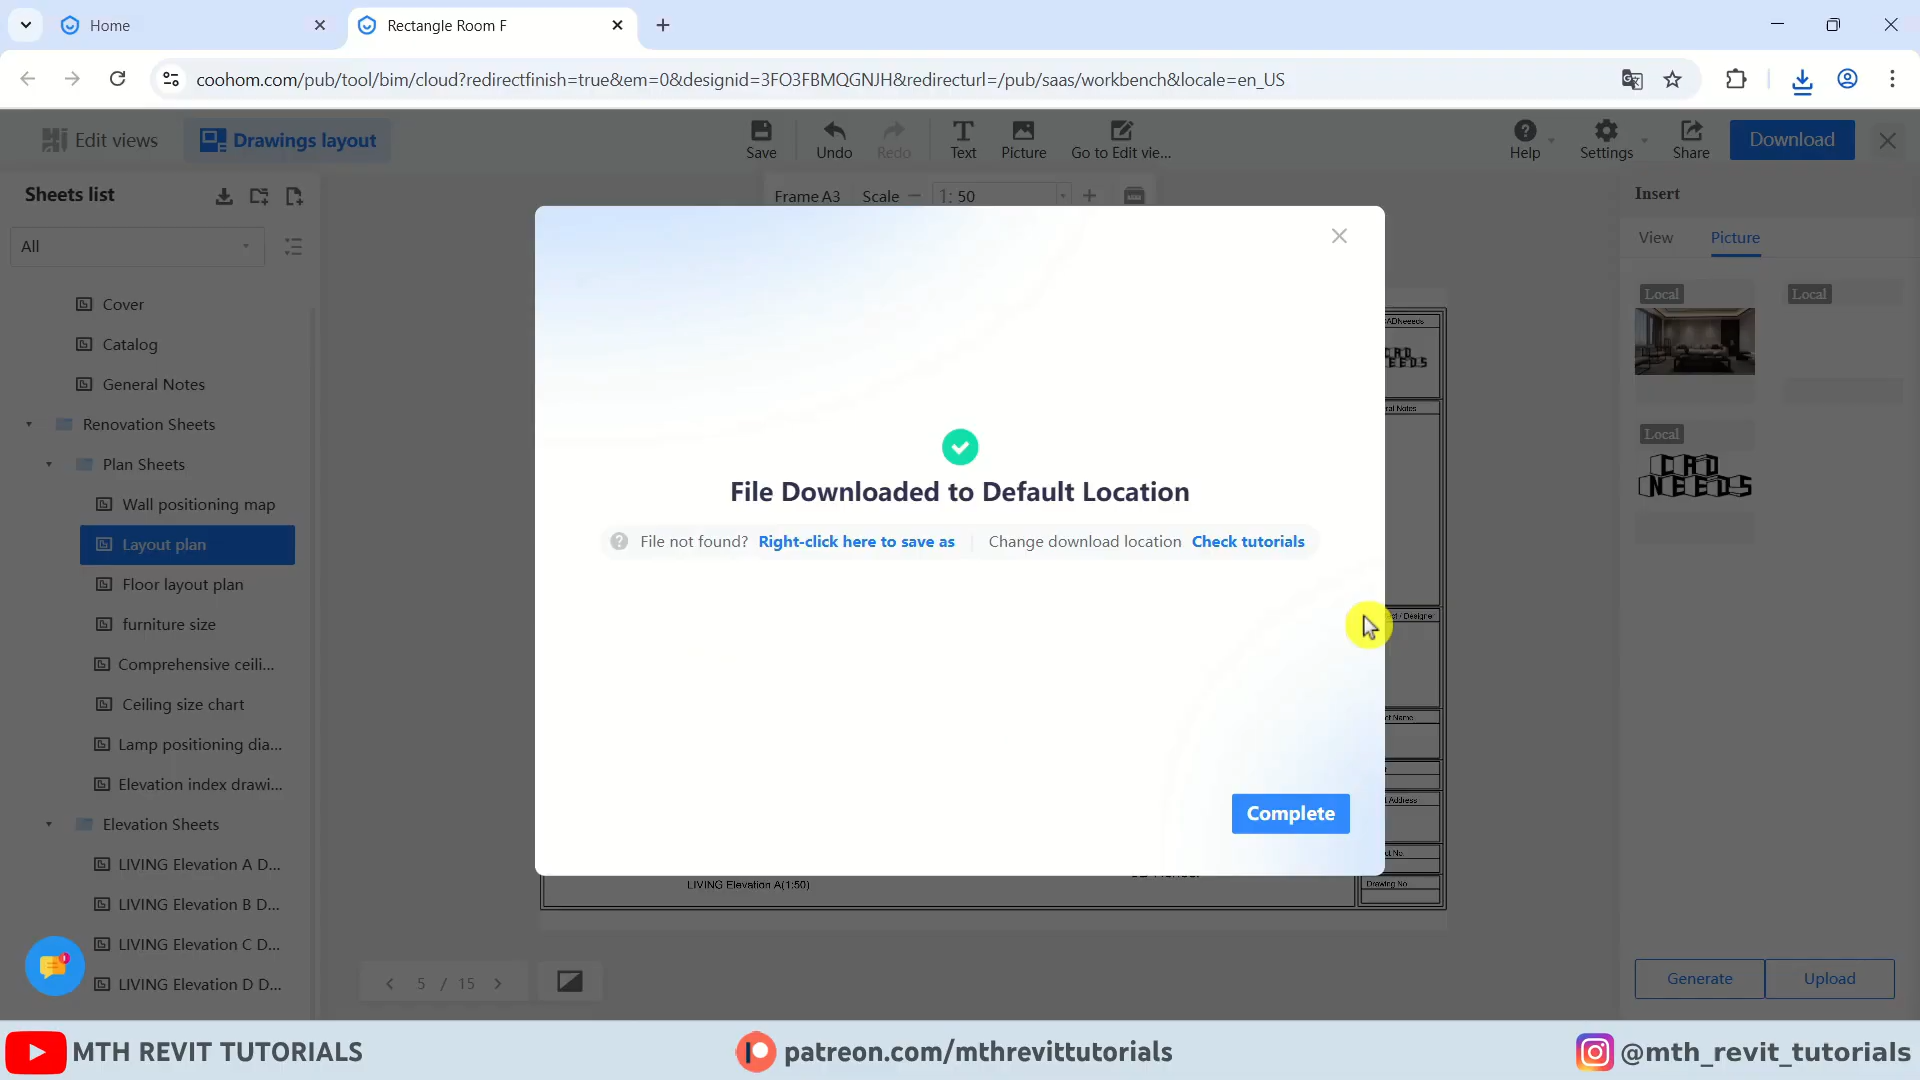 Home
Rectangle Room F
coohom.com/pub/tool/bim/cloud?redirectfinish=true&em=0&designid=3FO3FBMQGNJH&redirecturl=/pub/saas/workbench&locale=en_US
Edit views
Drawings layout
Save
Undo
Redo
Text
Picture
Go to Edit vie...
Help
Settings
Share
Download
Sheets list
Frame A3
Scale
1: 50
Insert
All
View
Picture
Cover
Catalog
General Notes
Renovation Sheets
Plan Sheets
Wall positioning map
Layout plan
Floor layout plan
furniture size
Comprehensive ceili...
Ceiling size chart
Lamp positioning dia...
Elevation index drawi...
Elevation Sheets
LIVING Elevation A D...
LIVING Elevation B D...
LIVING Elevation C D...
LIVING Elevation D D...
File Downloaded to Default Location
File not found? Right-click here to save as
Change download location Check tutorials
Complete
LIVING Elevation A(1:50)
Drawing No
Local
Local
Local
CAD
NEEDS
5 / 15
Generate
Upload
MTH REVIT TUTORIALS
patreon.com/mthrevittutorials
@mth_revit_tutorials